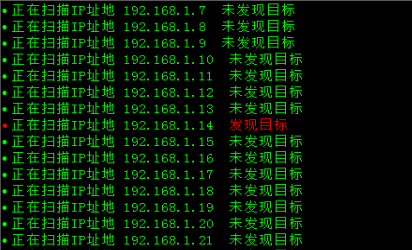 ●正在扫描IP址地 192.168.1.7 未发现目标
●正在扫描IP址地 192.168.1.8 未发现目标
●正在扫描IP址地 192.168.1.9 未发现目标
●正在扫描IP址地 192.168.1.10 未发现目标
●正在扫描IP址地 192.168.1.11 未发现目标
●正在扫描IP址地 192.168.1.12 未发现目标
●正在扫描IP址地 192.168.1.13 未发现目标
●正在扫描IP址地 192.168.1.14 发现目标
●正在扫描IP址地 192.168.1.15 未发现目标
●正在扫描IP址地 192.168.1.16 未发现目标
●正在扫描IP址地 192.168.1.17 未发现目标
●正在扫描IP址地 192.168.1.18 未发现目标
●正在扫描IP址地 192.168.1.19 未发现目标
●正在扫描IP址地 192.168.1.20 未发现目标
●正在扫描IP址地 192.168.1.21 未发现目标